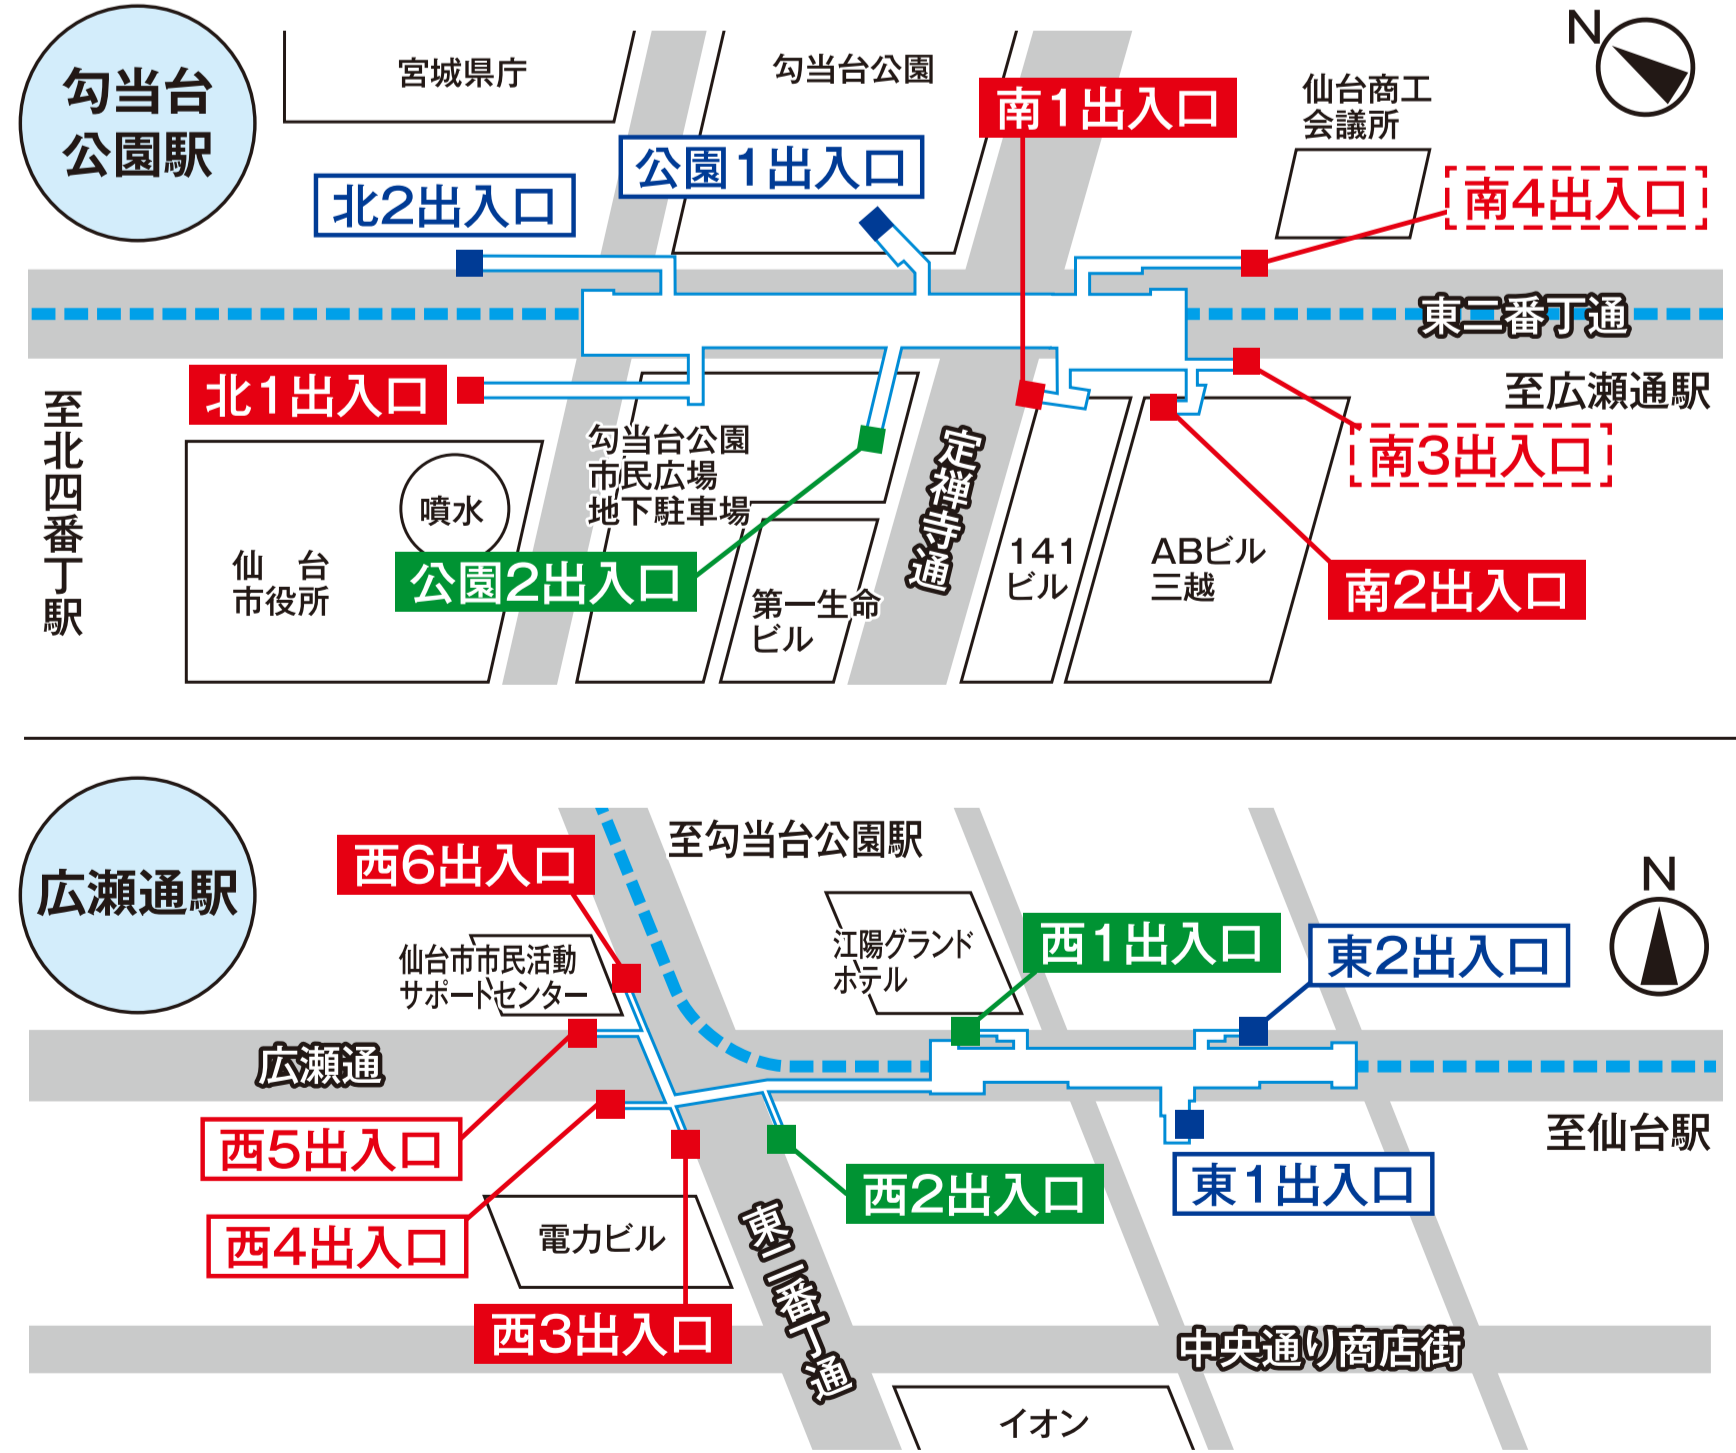 勾当台
公園駅
宮城県庁
勾当台公園
N
仙台商工
会議所
南1出入口
公園1出入口
北2出入口
南4出入口
東二番丁通
至広瀬通駅
北1出入口
南3出入口
至北四番丁駅
勾当台公園
市民広場
地下駐車場
定禅寺通
噴水
仙 台
市役所
公園2出入口
第一生命
ビル
141
ビル
ABビル
三越
南2出入口
広瀬通駅
至勾当台公園駅
西6出入口
N
江陽グランド
ホテル
西1出入口
東2出入口
仙台市市民活動
サポートセンター
広瀬通
西5出入口
至仙台駅
西2出入口
東1出入口
西4出入口
電力ビル
東二番丁通
西3出入口
中央通り商店街
イオン